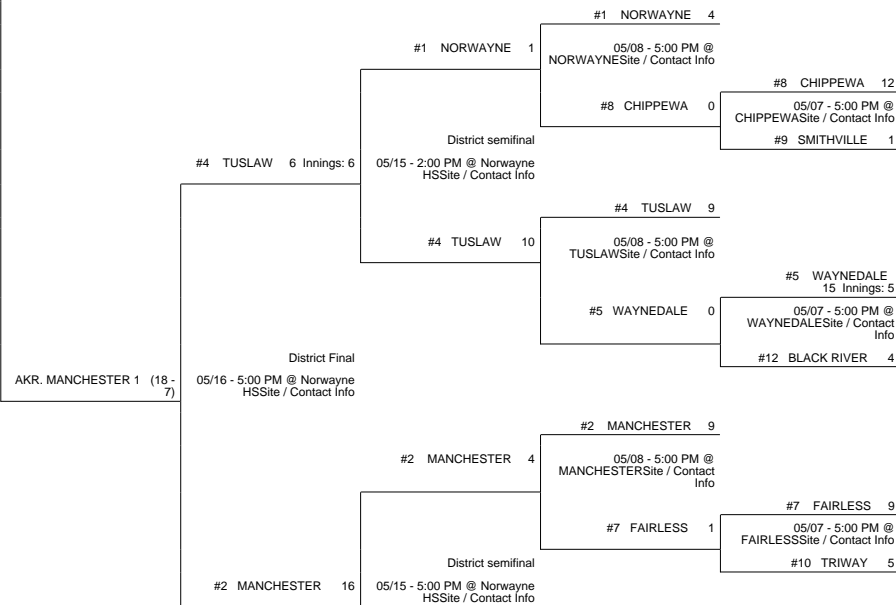 #1 NORWAYNE 4
#1 NORWAYNE 1
05/08 - 5:00 PM @
NORWAYNESite / Contact Info
#8 CHIPPEWA 12
#8 CHIPPEWA 0
05/07 - 5:00 PM @
CHIPPEWASite / Contact Info
#9 SMITHVILLE 1
District semifinal
#4 TUSLAW 6 Innings: 6
05/15 - 2:00 PM @ Norwayne
HSSite / Contact Info
#4 TUSLAW 9
#4 TUSLAW 10
05/08 - 5:00 PM @
TUSLAWSite / Contact Info
#5 WAYNEDALE
15 Innings: 5
#5 WAYNEDALE 0
05/07 - 5:00 PM @
WAYNEDALESite / Contact
Info
#12 BLACK RIVER 4
District Final
AKR. MANCHESTER 1 (18 -
7)
05/16 - 5:00 PM @ Norwayne
HSSite / Contact Info
#2 MANCHESTER 9
#2 MANCHESTER 4
05/08 - 5:00 PM @
MANCHESTERSite / Contact
Info
#7 FAIRLESS 9
#7 FAIRLESS 1
05/07 - 5:00 PM @
FAIRLESSSite / Contact Info
#10 TRIWAY 5
District semifinal
#2 MANCHESTER 16
05/15 - 5:00 PM @ Norwayne
HSSite / Contact Info